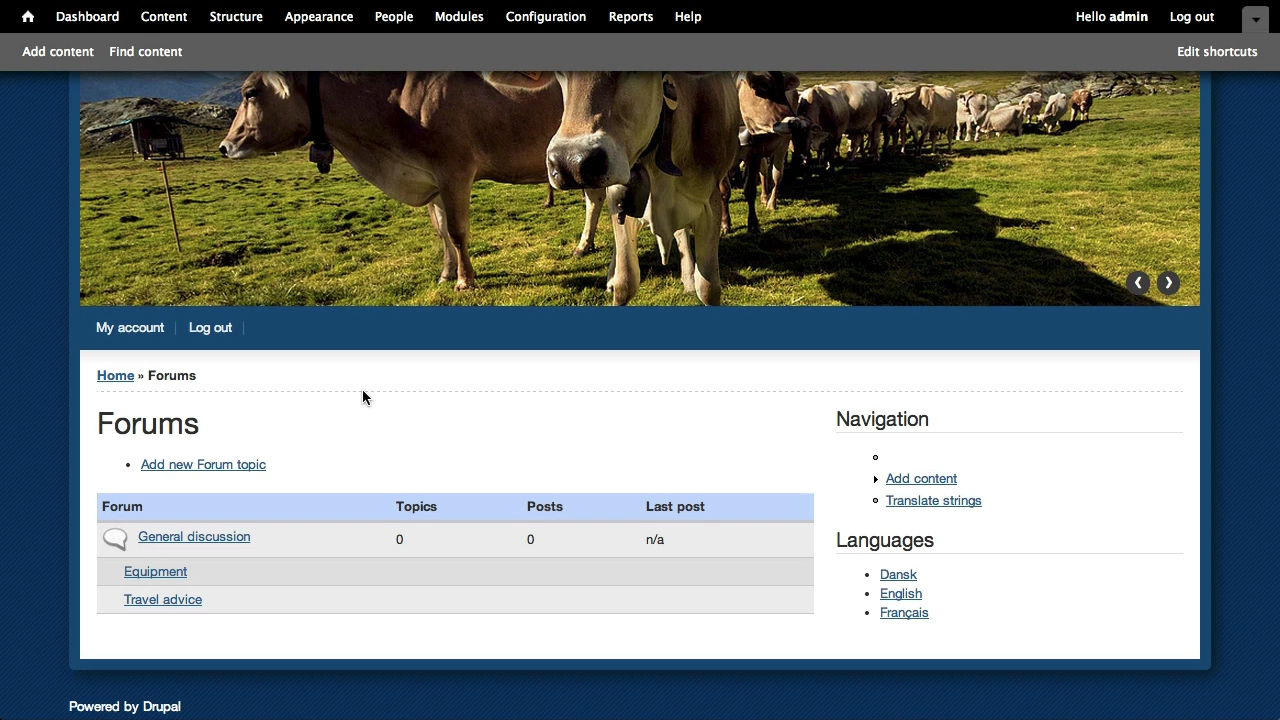 Dashboard Content Structure Appearance People Modules Configuration Reports Help Hello admin Log out
Add content Find content Edit shortcuts
My account Log out
Home » Forums
Forums
Add new Forum topic
Forum Topics Posts Last post
General discussion 0 0 n/a
Equipment
Travel advice
Navigation
Add content
Translate strings
Languages
Dansk
English
Français
Powered by Drupal